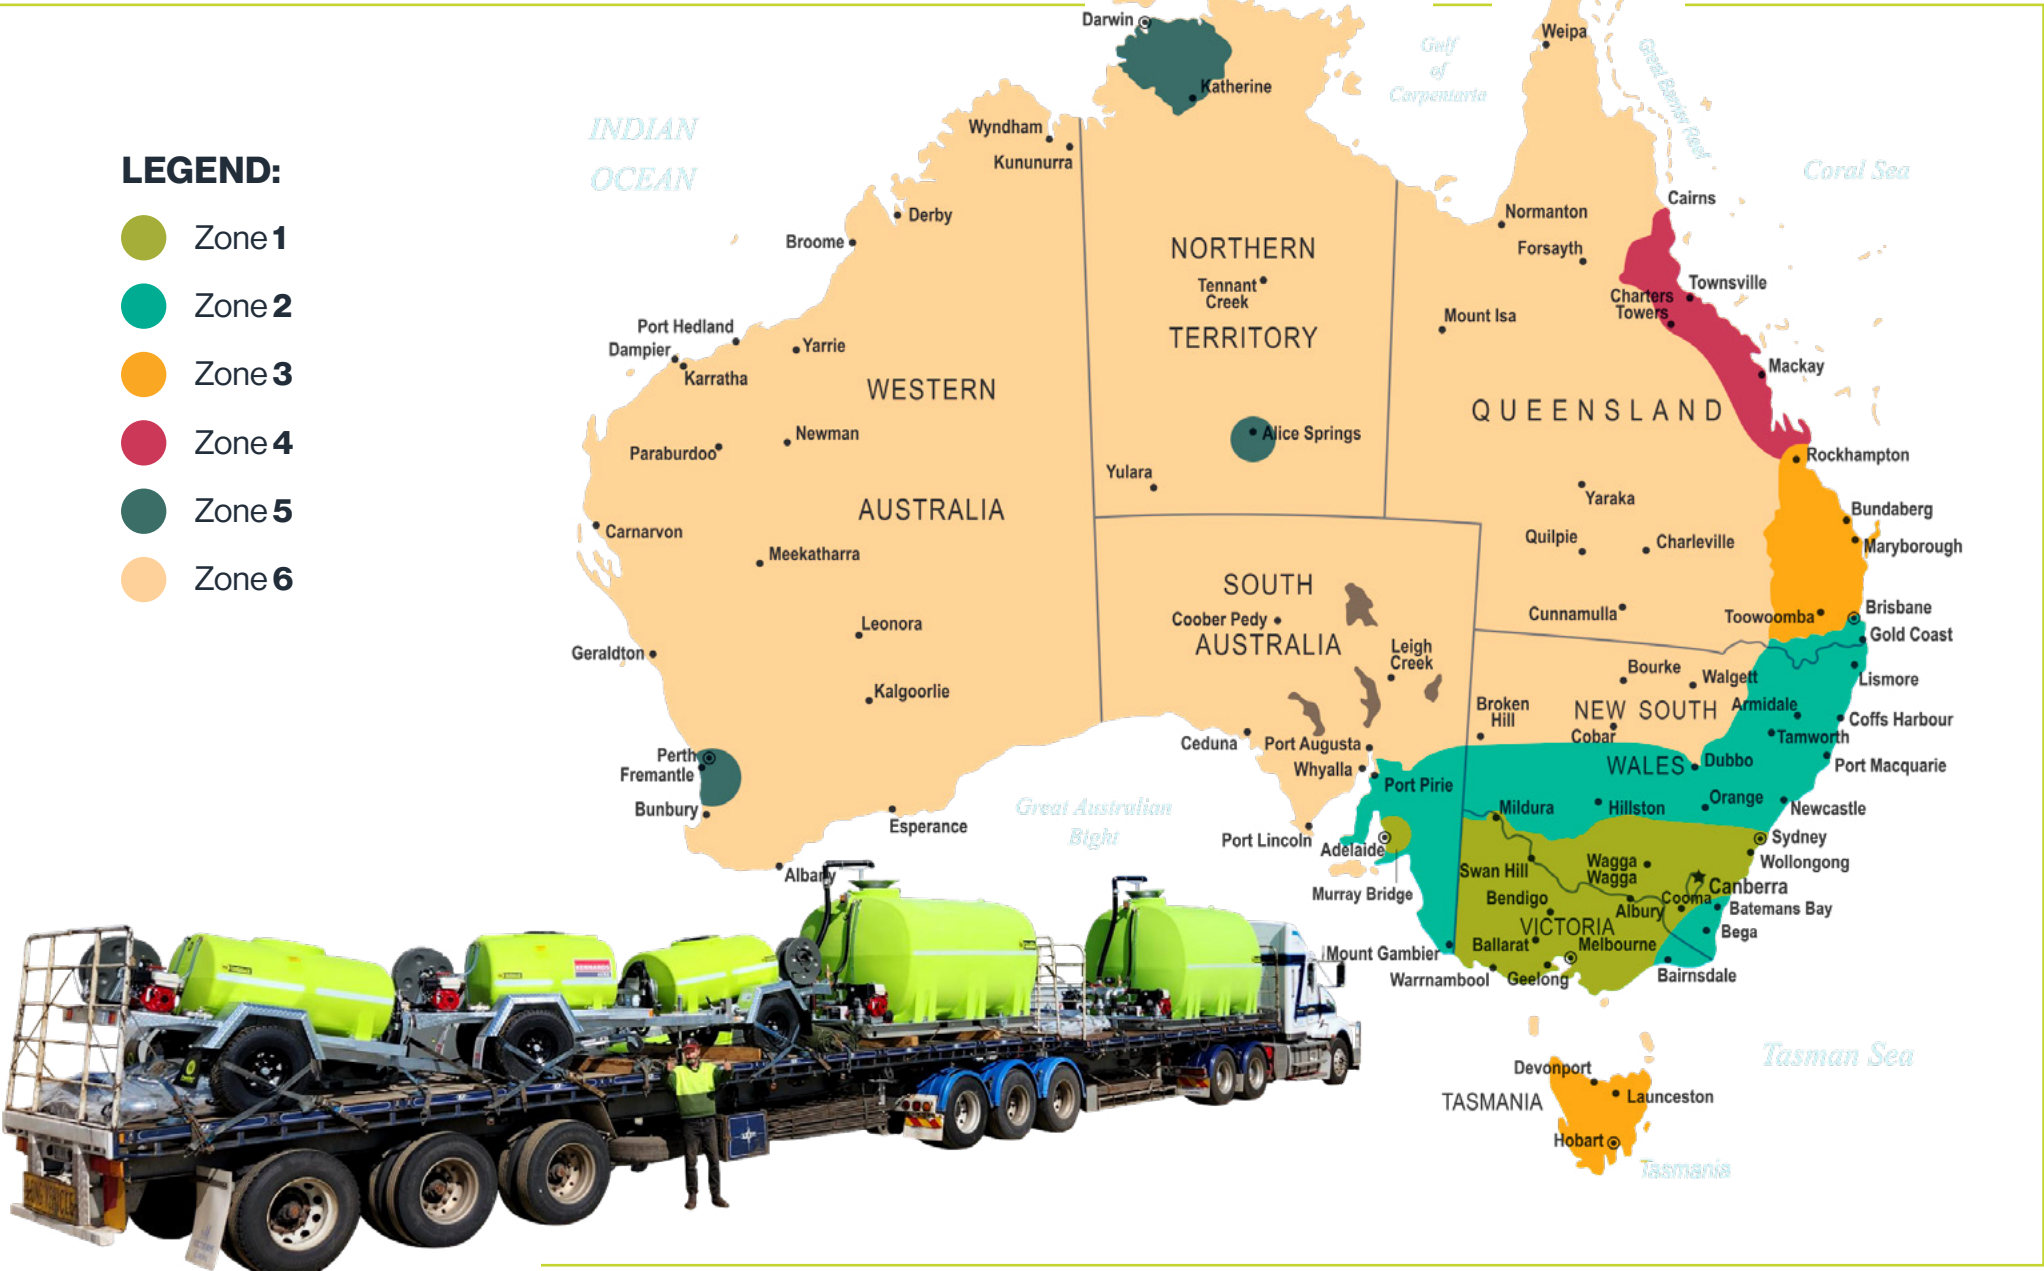 LEGEND:
Zone 1
Zone 2
Zone 3
Zone 4
Zone 5
Zone 6
INDIAN
OCEAN
Gulf
of
Carpentaria
Great Barrier Reef
Coral Sea
Great Australian
Bight
Tasman Sea
Tasmania
Darwin
Katherine
Weipa
Wyndham
Kununurra
Derby
Broome
Cairns
Normanton
Forsayth
NORTHERN
Tennant
Creek
TERRITORY
Charters
Towers
Townsville
Mount Isa
Port Hedland
Dampier
Karratha
Yarrie
WESTERN
Mackay
QUEENSLAND
Newman
Paraburdoo
Alice Springs
Yulara
Rockhampton
Yaraka
AUSTRALIA
Bundaberg
Carnarvon
Meekatharra
Quilpie
Charleville
Maryborough
SOUTH
Coober Pedy
AUSTRALIA
Cunnamulla
Toowoomba
Brisbane
Gold Coast
Leonora
Geraldton
Leigh
Creek
Bourke
Walgett
Lismore
Kalgoorlie
Broken
Hill
NEW SOUTH
Armidale
Coffs Harbour
Cobar
Tamworth
Ceduna
Port Augusta
Whyalla
WALES
Dubbo
Port Macquarie
Perth
Fremantle
Port Pirie
Bunbury
Mildura
Hillston
Orange
Newcastle
Esperance
Port Lincoln
Adelaide
Sydney
Wollongong
Albany
Swan Hill
Wagga
Wagga
Murray Bridge
Canberra
Bendigo
Albury
Cooma
Batemans Bay
VICTORIA
Bega
Mount Gambier
Ballarat
Melbourne
Warrnambool
Geelong
Bairnsdale
Devonport
TASMANIA
Launceston
Hobart
KENNARDS
LONG VEHICLE